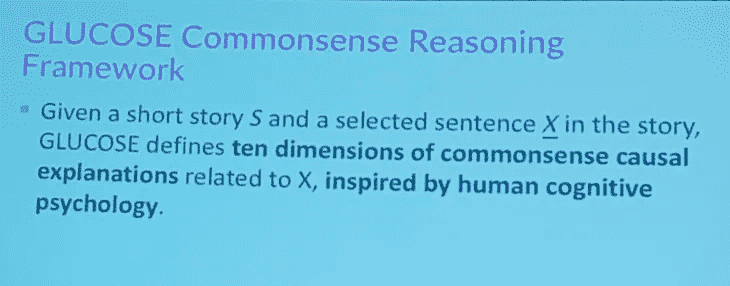 GLUCOSE Commonsense Reasoning
Framework
Given a short story S and a selected sentence X in the story,
GLUCOSE defines ten dimensions of commonsense causal
explanations related to X, inspired by human cognitive
psychology.